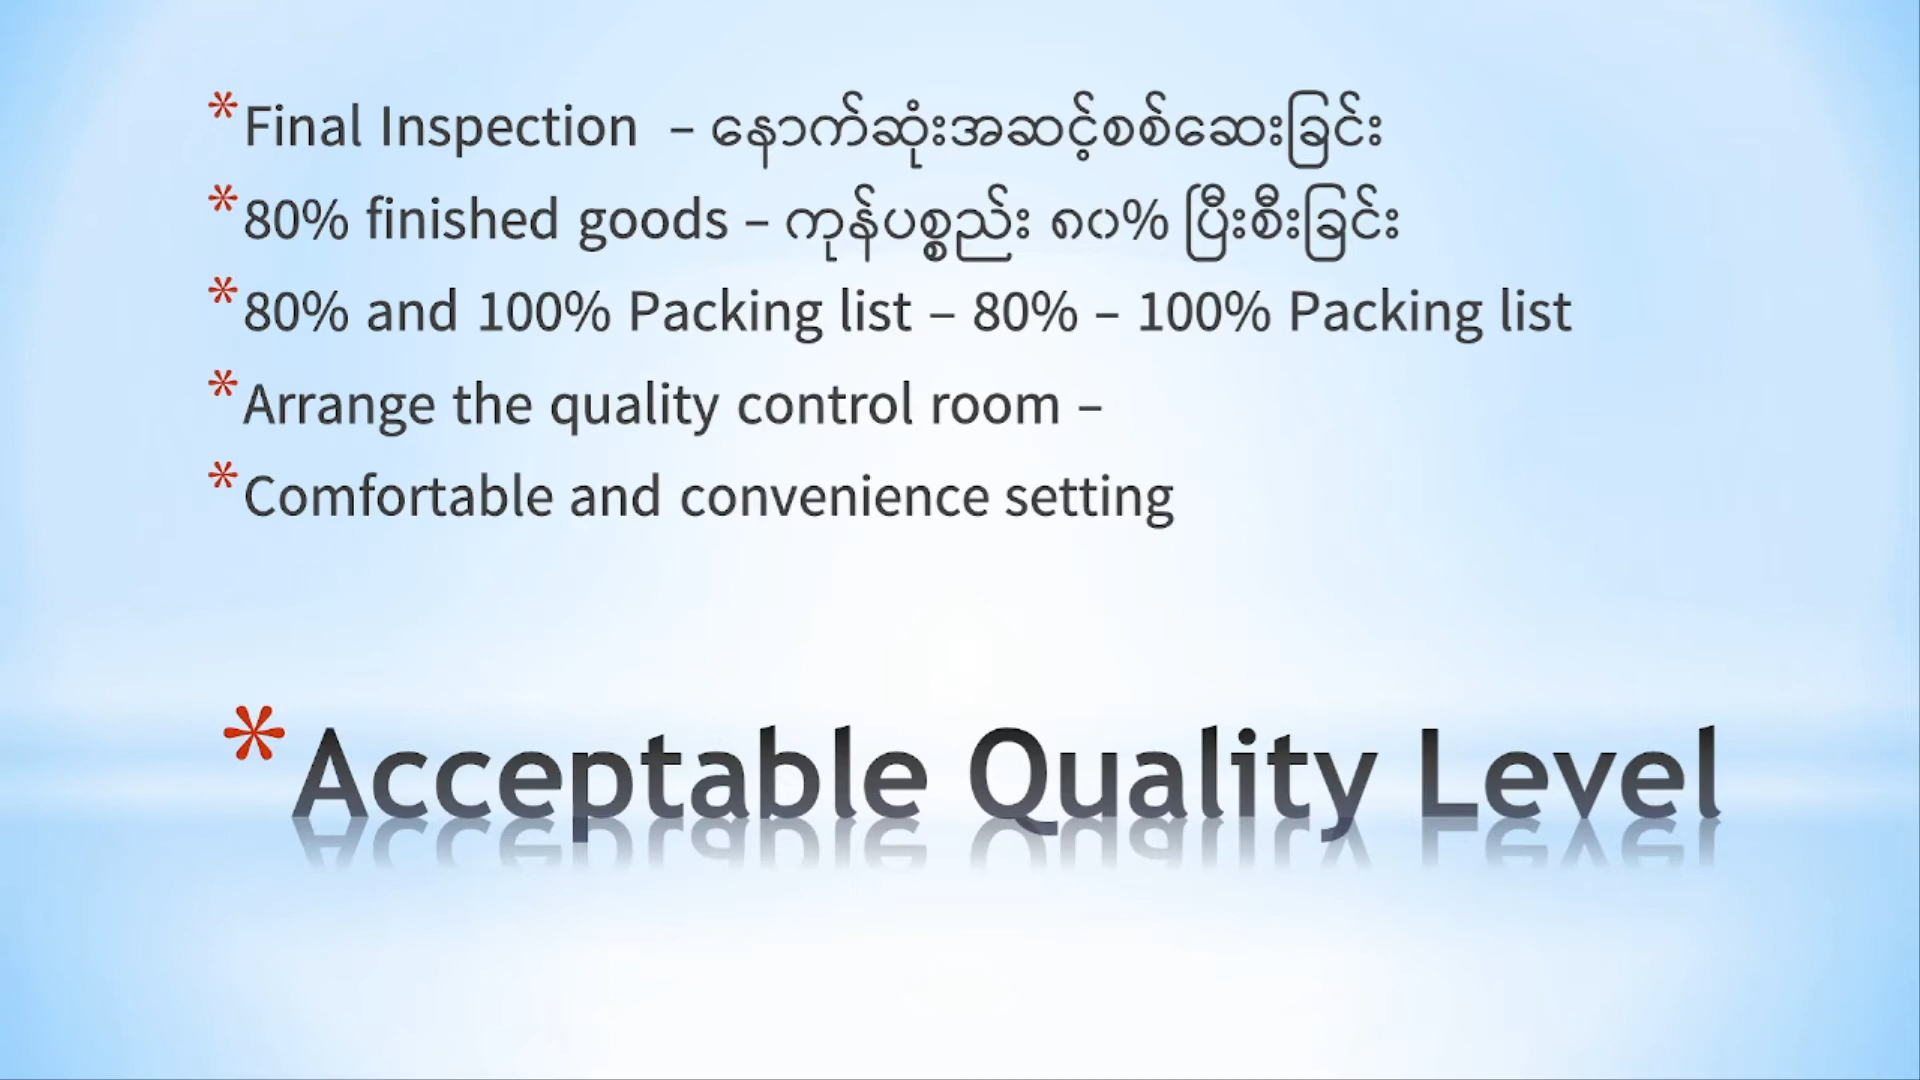 *Final Inspection – နောက်ဆုံးအဆင့်စစ်ဆေးခြင်း
*80% finished goods – ကုန်ပစ္စည်း ၈၀% ပြီးစီးခြင်း
*80% and 100% Packing list – 80% – 100% Packing list
*Arrange the quality control room –
*Comfortable and convenience setting
*Acceptable Quality Level